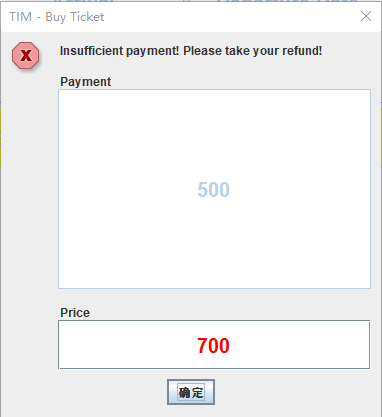 TIM - Buy Ticket
Insufficient payment! Please take your refund!
Payment
500
Price
700
确定